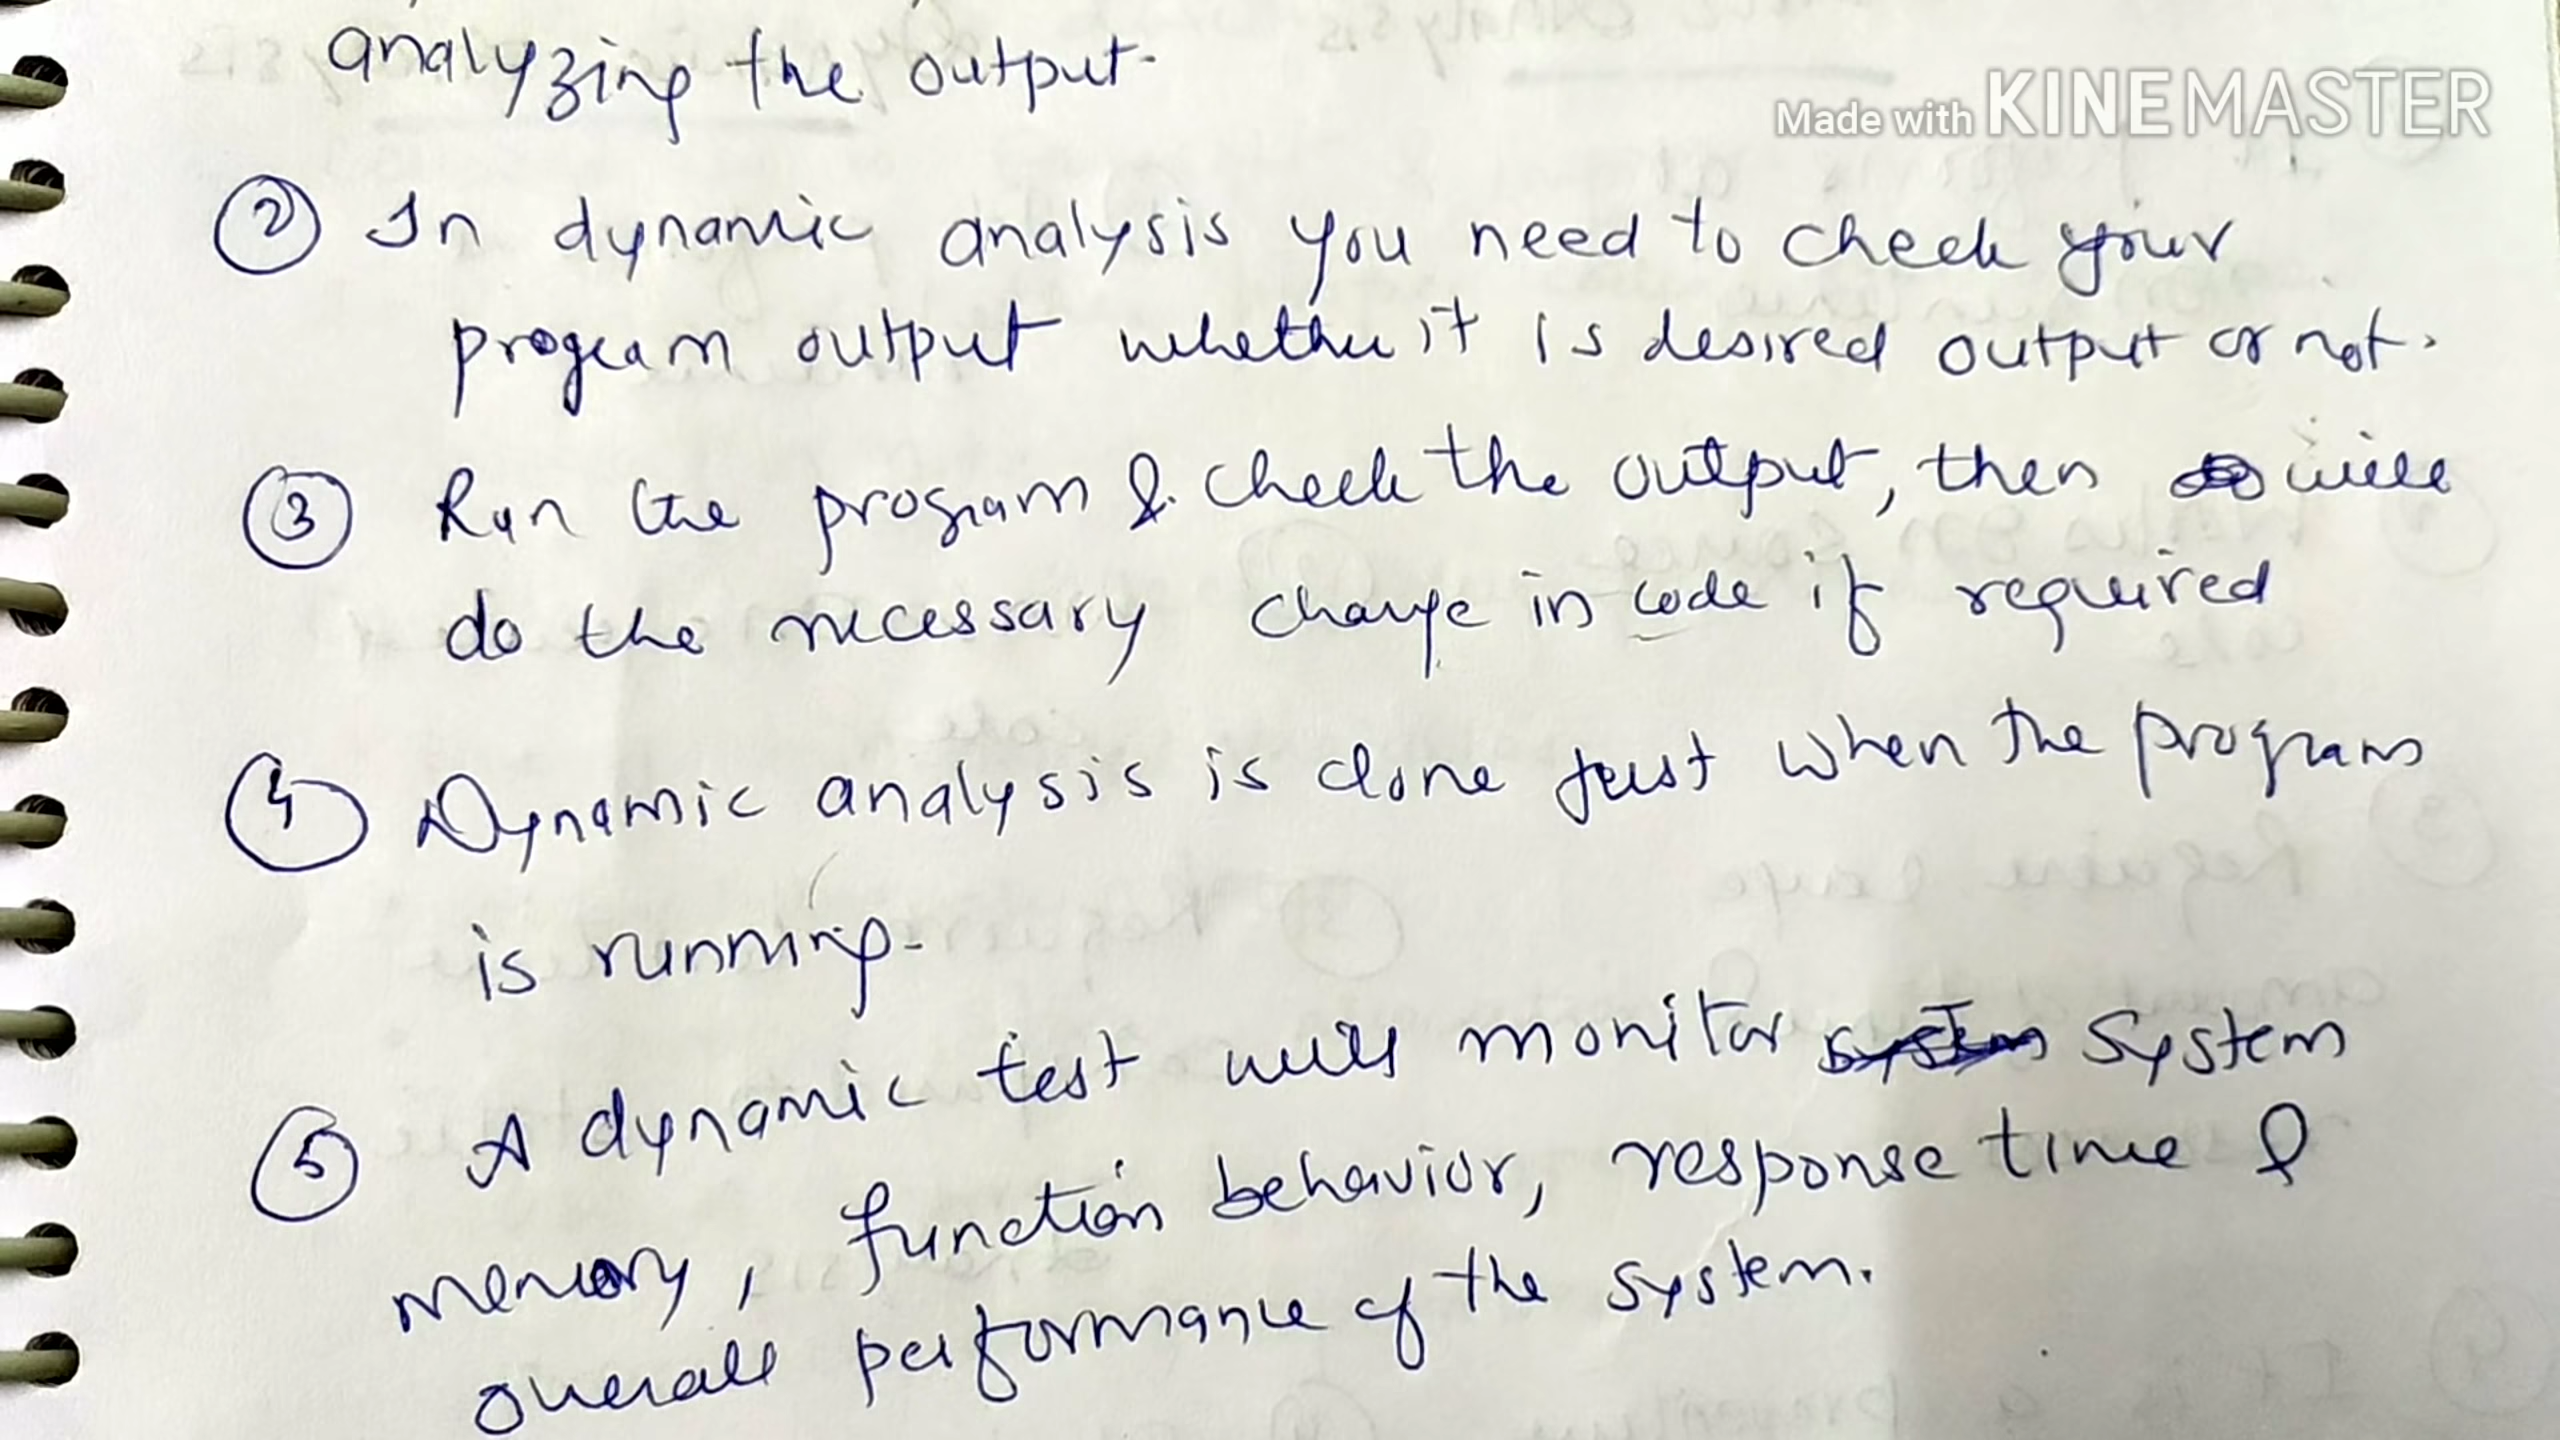 analyzing the output.
Made with KINEMASTER
② In dynamic analysis you need to check your
program output whether it is desired output or not.
③ Run the program & check the output, then will
do the necessary change in code if required
④ Dynamic analysis is done just when the program
is running.
⑤ A dynamic test will monitor system System
memory, function behavior, response time &
overall performance of the system.